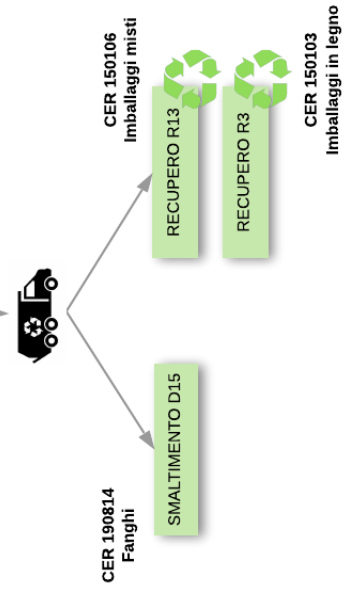 CER 190814
Fanghi
SMALTIMENTO D15
CER 150106
Imballaggi misti
RECUPERO R13
RECUPERO R3
CER 150103
Imballaggi in legno